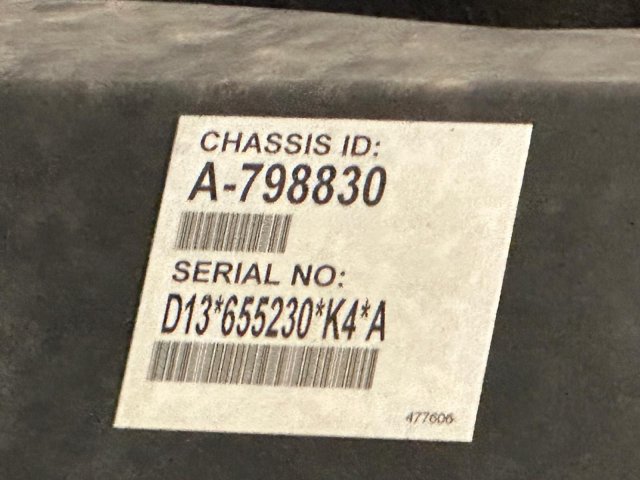 CHASSIS ID:
A-798830
SERIAL NO:
D13*655230*K4*A
477606